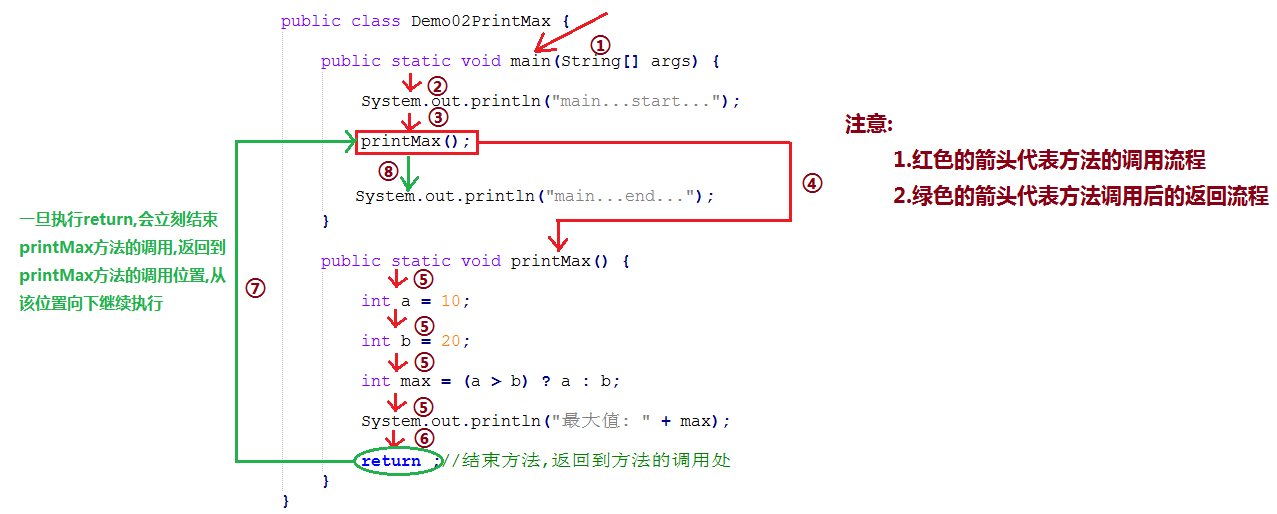 public class Demo02PrintMax {
①
public static void main(String[] args) {
②
System.out.println("main...start...");
③
printMax();
⑧
④
System.out.println("main...end...");
}
注意:
1.红色的箭头代表方法的调用流程
2.绿色的箭头代表方法调用后的返回流程
一旦执行return,会立刻结束
printMax方法的调用,返回到
printMax方法的调用位置,从
该位置向下继续执行
⑦
public static void printMax() {
⑤
int a = 10;
⑤
int b = 20;
⑤
int max = (a > b) ? a : b;
⑤
System.out.println("最大值: " + max);
⑥
return ;//结束方法,返回到方法的调用处
}
}